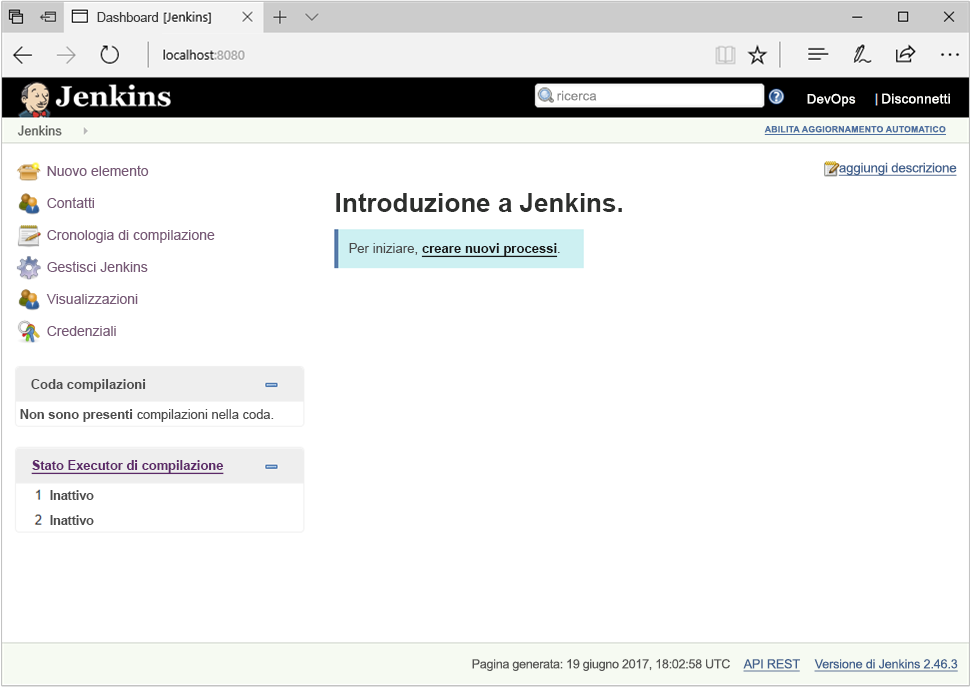 Dashboard [Jenkins]
localhost:8080
Jenkins
ricerca
DevOps
| Disconnetti
Jenkins
ABILITA AGGIORNAMENTO AUTOMATICO
Nuovo elemento
Contatti
Cronologia di compilazione
Gestisci Jenkins
Visualizzazioni
Credenziali
Coda compilazioni
Non sono presenti compilazioni nella coda.
Stato Executor di compilazione
1 Inattivo
2 Inattivo
aggiungi descrizione
Introduzione a Jenkins.
Per iniziare, creare nuovi processi.
Pagina generata: 19 giugno 2017, 18:02:58 UTC
API REST
Versione di Jenkins 2.46.3